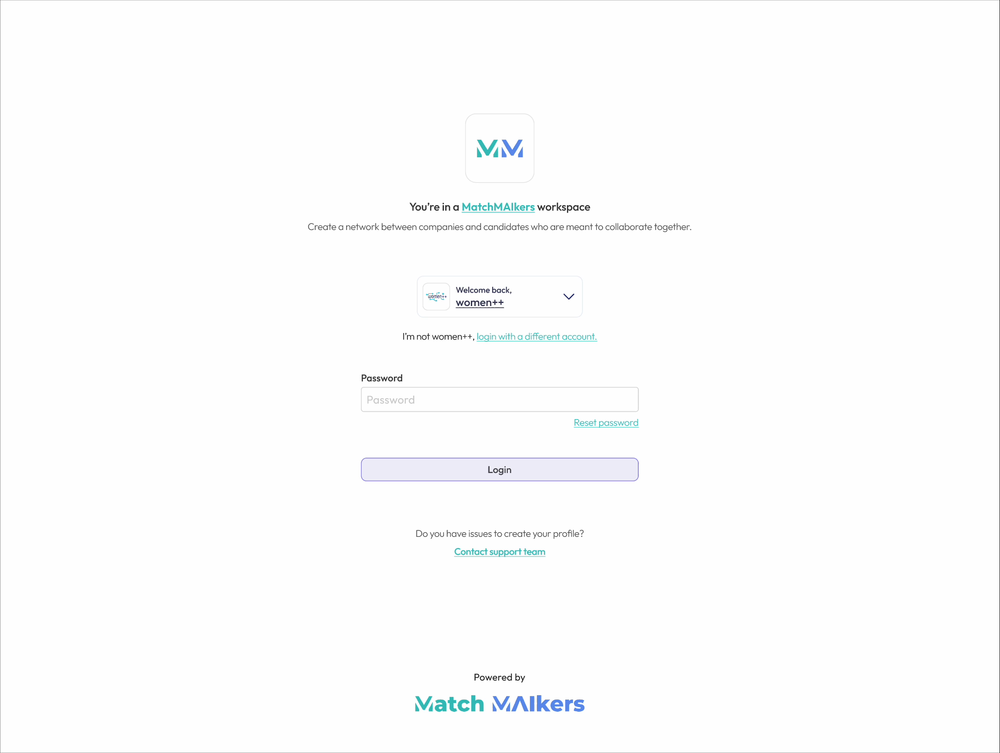 MM
You’re in a MatchMAIkers workspace
Create a network between companies and candidates who are meant to collaborate together.
women++
Welcome back,
women++
I’m not women++, login with a different account.
Password
Password
Reset password
Login
Do you have issues to create your profile?
Contact support team
Powered by
Match MAIkers